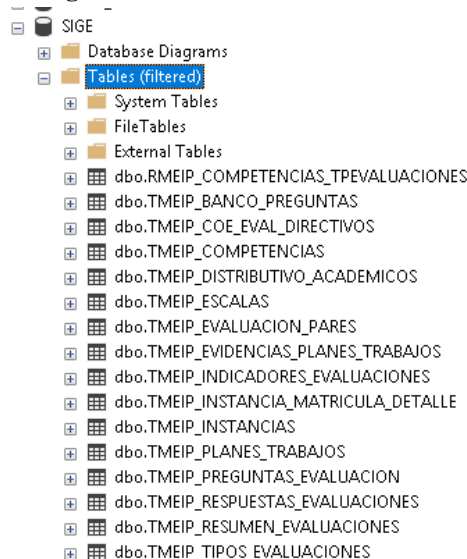 SIGE
Database Diagrams
Tables (filtered)
System Tables
FileTables
External Tables
dbo.RMEIP_COMPETENCIAS_TPEVALUACIONES
dbo.TMEIP_BANCO_PREGUNTAS
dbo.TMEIP_COE_EVAL_DIRECTIVOS
dbo.TMEIP_COMPETENCIAS
dbo.TMEIP_DISTRIBUTIVO_ACADEMICOS
dbo.TMEIP_ESCALAS
dbo.TMEIP_EVALUACION_PARES
dbo.TMEIP_EVIDENCIAS_PLANES_TRABAJOS
dbo.TMEIP_INDICADORES_EVALUACIONES
dbo.TMEIP_INSTANCIA_MATRICULA_DETALLE
dbo.TMEIP_INSTANCIAS
dbo.TMEIP_PLANES_TRABAJOS
dbo.TMEIP_PREGUNTAS_EVALUACION
dbo.TMEIP_RESPUESTAS_EVALUACIONES
dbo.TMEIP_RESUMEN_EVALUACIONES
dbo.TMEIP_TIPOS_EVALUACIONES